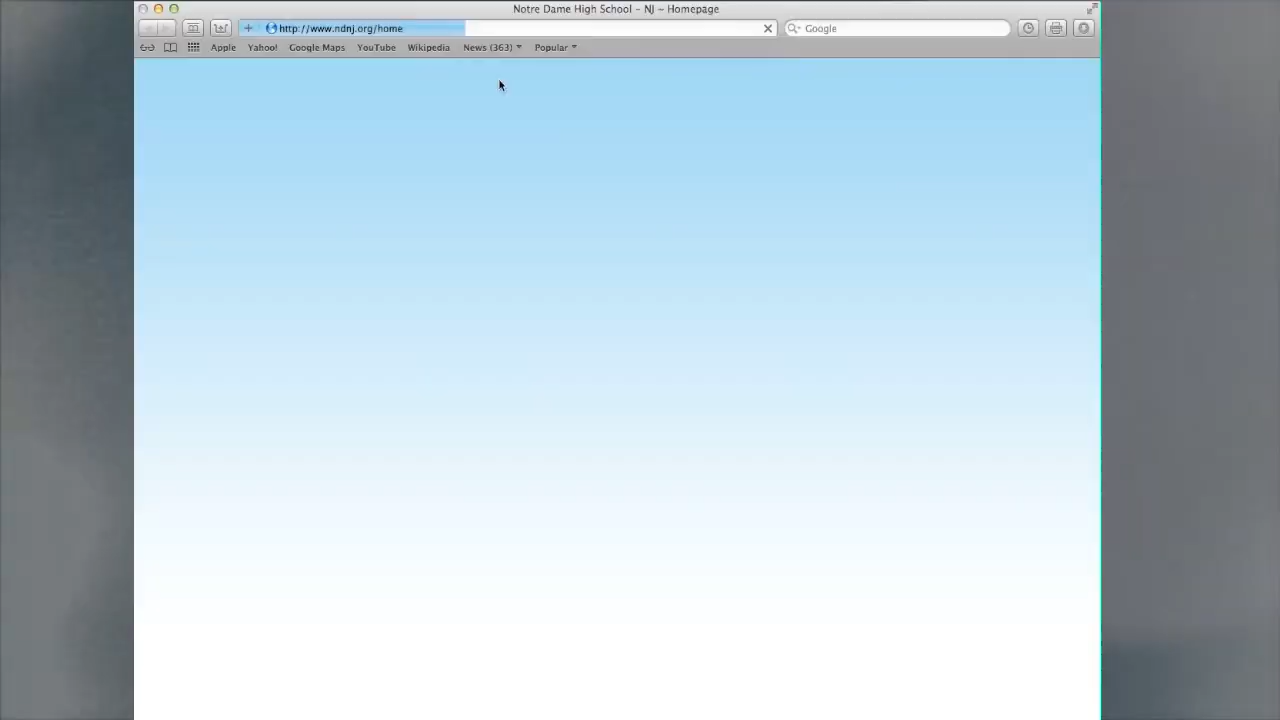 Notre Dame High School - NJ - Homepage
http://www.ndnj.org/home
Google
Apple Yahoo! Google Maps YouTube Wikipedia News (363) Popular